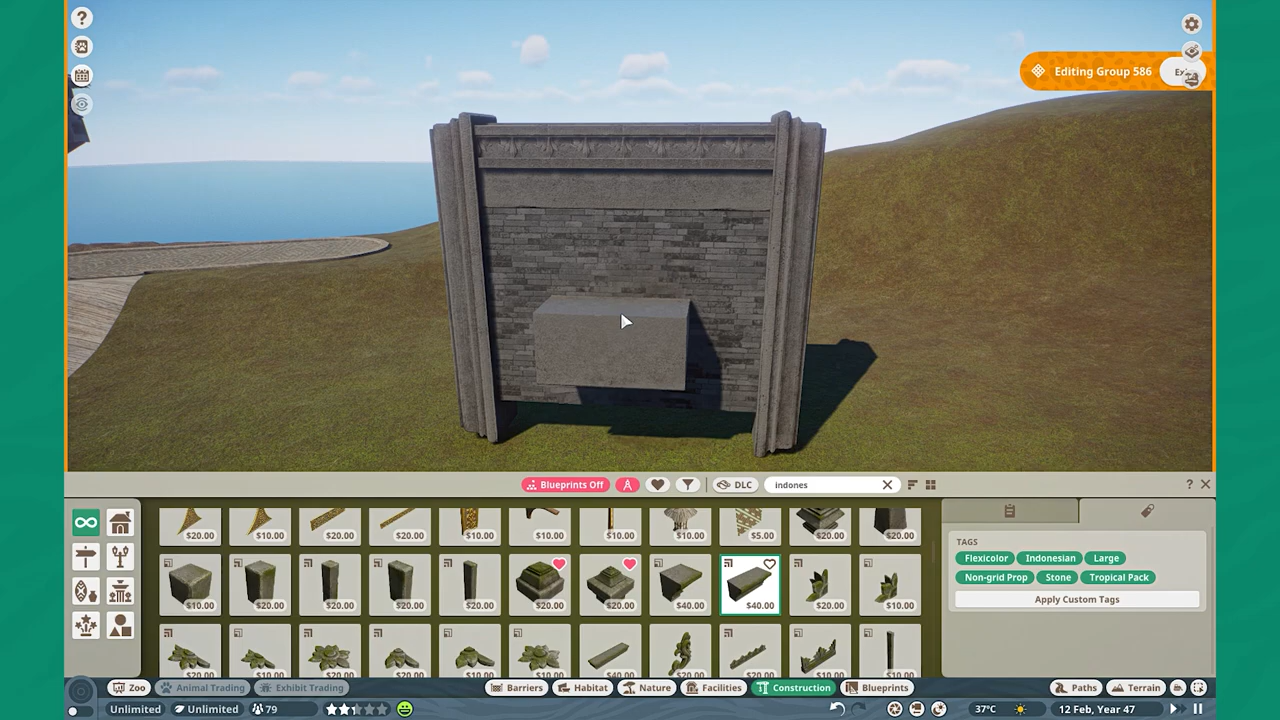 ?
Editing Group 586
Blueprints Off
DLC
indones
?
$20.00 $10.00 $20.00 $20.00 $10.00 $10.00 $10.00 $10.00 $5.00 $20.00 $20.00
$10.00 $20.00 $20.00 $20.00 $10.00 $20.00 $20.00 $40.00 $40.00 $20.00 $10.00
TAGS
Flexicolor Indonesian Large
Non-grid Prop Stone Tropical Pack
Apply Custom Tags
Zoo Animal Trading Exhibit Trading Barriers Habitat Nature Facilities Construction Blueprints Paths Terrain
Unlimited Unlimited 79 37°C 12 Feb, Year 47